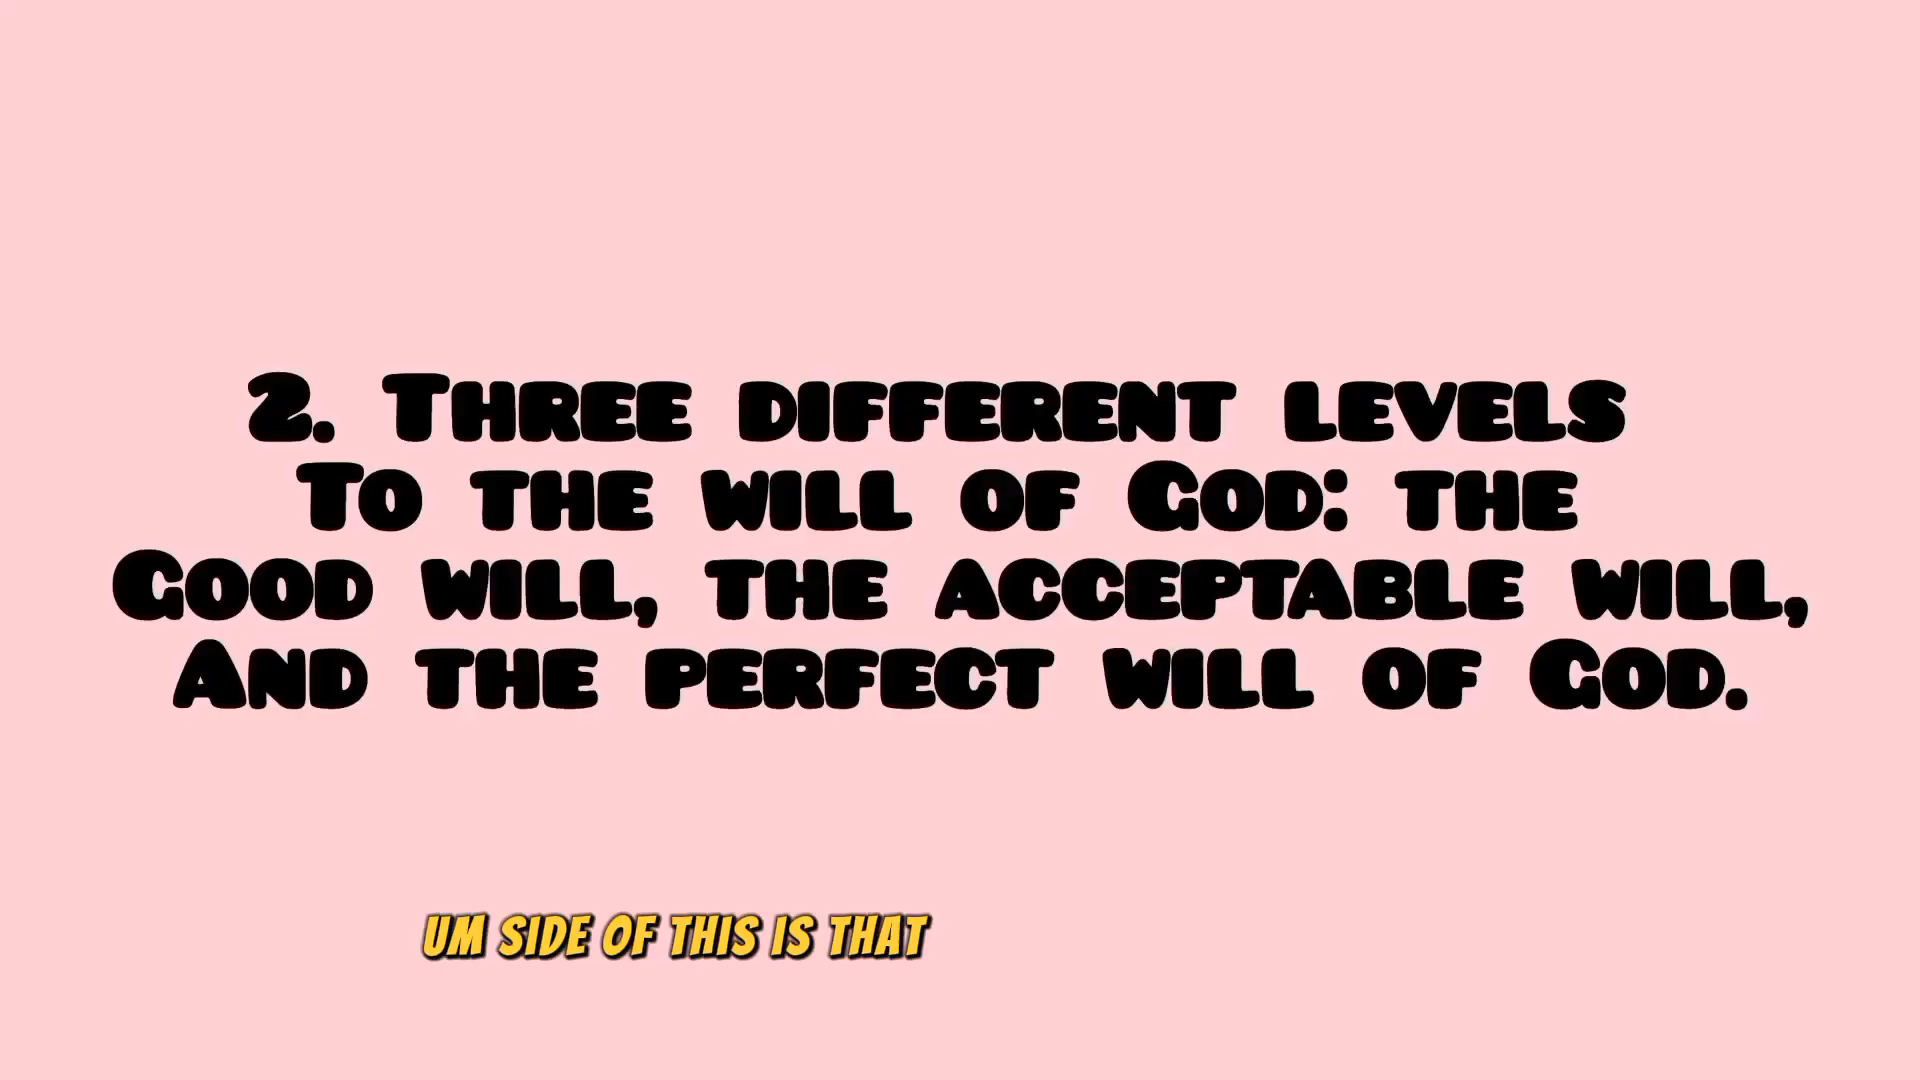 2. Three different levels
To the will of God: the
Good will, the acceptable will,
And the perfect will of God.
UM SIDE OF THIS IS THAT